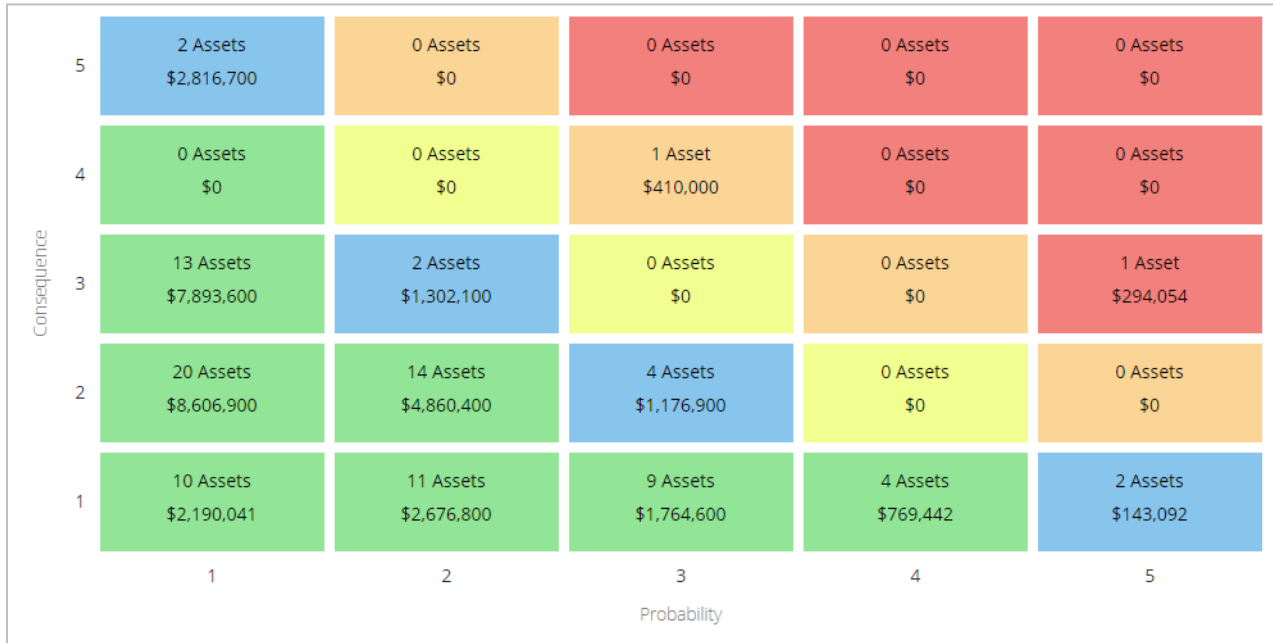 2 Assets
$2,816,700
0 Assets
$0
0 Assets
$0
0 Assets
$0
0 Assets
$0
5
0 Assets
$0
0 Assets
$0
1 Asset
$410,000
0 Assets
$0
0 Assets
$0
4
Consequence
13 Assets
$7,893,600
2 Assets
$1,302,100
0 Assets
$0
0 Assets
$0
1 Asset
$294,054
3
20 Assets
$8,606,900
14 Assets
$4,860,400
4 Assets
$1,176,900
0 Assets
$0
0 Assets
$0
2
10 Assets
$2,190,041
11 Assets
$2,676,800
9 Assets
$1,764,600
4 Assets
$769,442
2 Assets
$143,092
1
1
2
3
4
5
Probability